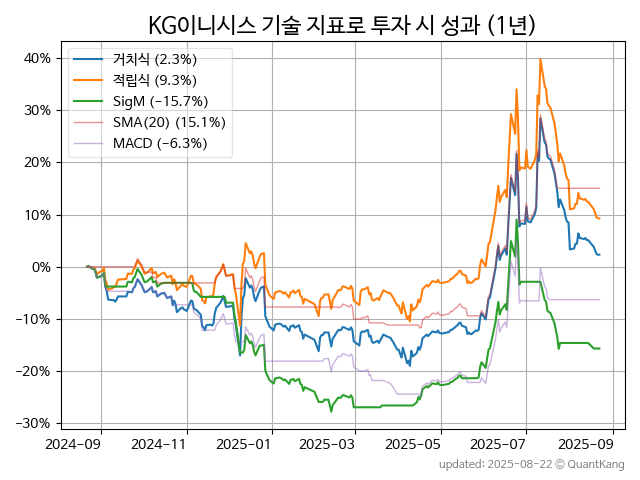 KG이니시스 기술 지표로 투자 시 성과 (1년)
거치식 (2.3%)
적립식 (9.3%)
SigM (−15.7%)
SMA(20) (15.1%)
MACD (−6.3%)
40%
30%
20%
10%
0%
−10%
−20%
−30%
2024-09
2024-11
2025-01
2025-03
2025-05
2025-07
2025-09
updated: 2025-08-22 © QuantKang